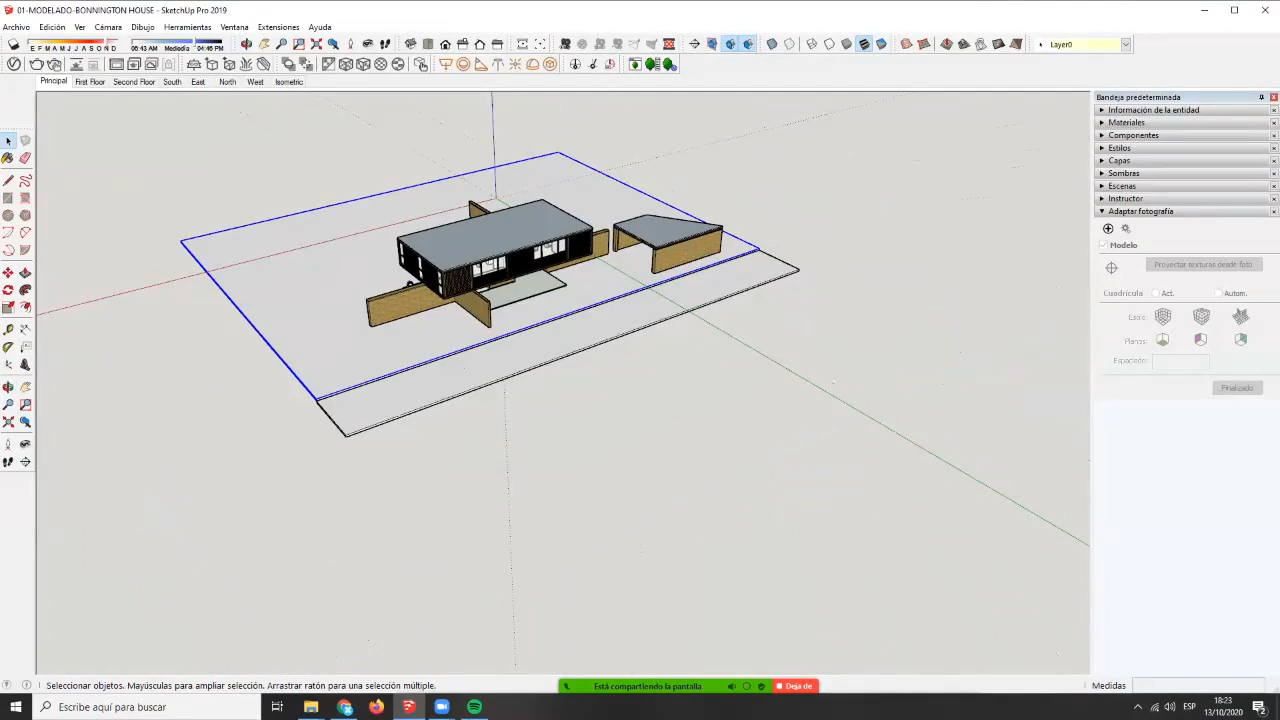 01-MODELADO-BONNINGTON HOUSE - SketchUp Pro 2019
Archivo Edición Ver Cámara Dibujo Herramientas Ventana Extensiones Ayuda
E F M A M J J A S O N D 06:43 AM Mediodía 04:46 PM Layer0
Principal First Floor Second Floor South East North West Isometric
Bandeja predeterminada
Información de la entidad
Materiales
Componentes
Estilos
Capas
Sombras
Escenas
Instructor
Adaptar fotografía
Modelo
Proyectar texturas desde foto
Cuadrícula Act. Autom.
Estilo:
Planos:
Espaciado:
Finalizado
Seleccionar objetos. Mayúsculas para ampliar selección. Arrastrar ratón para una selección múltiple.
Está compartiendo la pantalla Deja de
Medidas
Escribe aquí para buscar
ESP
18:23
13/10/2020
2